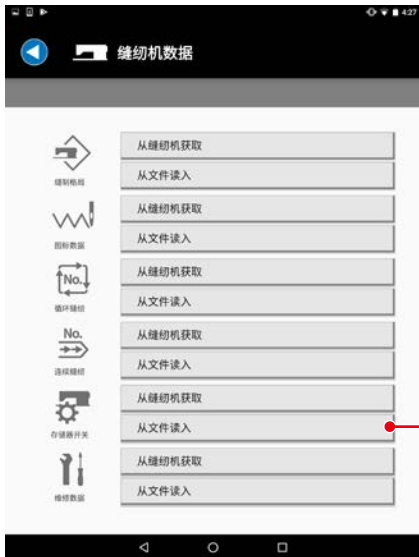 4:27
缝纫机数据
从缝纫机获取
缝制格局
从文件读入
从缝纫机获取
图标数据
从文件读入
No.
从缝纫机获取
循环缝纫
从文件读入
No.
从缝纫机获取
连续缝纫
从文件读入
从缝纫机获取
存储器开关
从文件读入
从缝纫机获取
维修数据
从文件读入